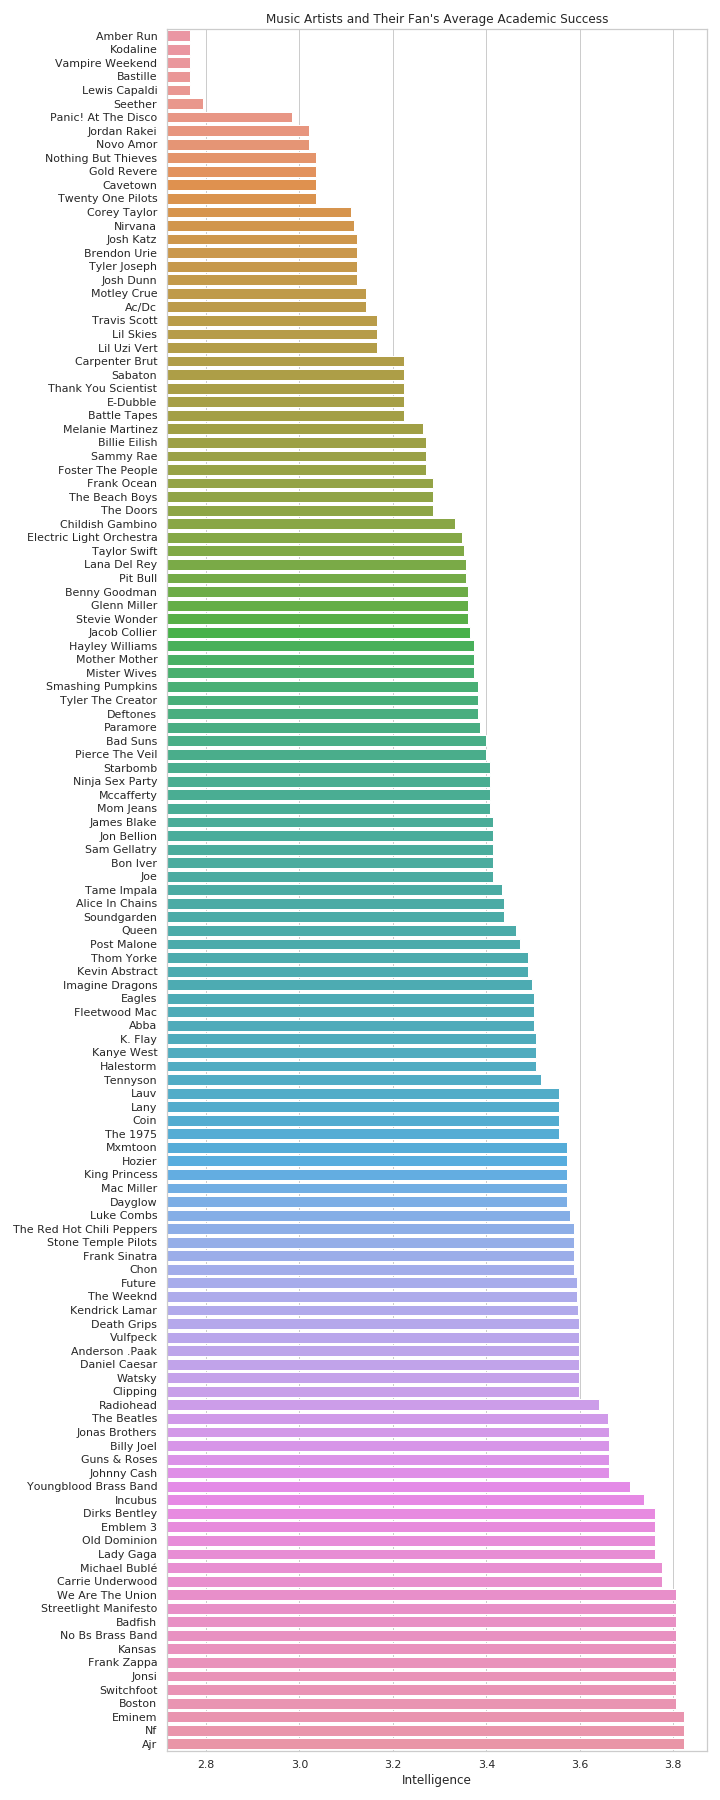 Music Artists and Their Fan's Average Academic Success
Amber Run
Kodaline
Vampire Weekend
Bastille
Lewis Capaldi
Seether
Panic! At The Disco
Jordan Rakei
Novo Amor
Nothing But Thieves
Gold Revere
Cavetown
Twenty One Pilots
Corey Taylor
Nirvana
Josh Katz
Brendon Urie
Tyler Joseph
Josh Dunn
Motley Crue
Ac/Dc
Travis Scott
Lil Skies
Lil Uzi Vert
Carpenter Brut
Sabaton
Thank You Scientist
E-Dubble
Battle Tapes
Melanie Martinez
Billie Eilish
Sammy Rae
Foster The People
Frank Ocean
The Beach Boys
The Doors
Childish Gambino
Electric Light Orchestra
Taylor Swift
Lana Del Rey
Pit Bull
Benny Goodman
Glenn Miller
Stevie Wonder
Jacob Collier
Hayley Williams
Mother Mother
Mister Wives
Smashing Pumpkins
Tyler The Creator
Deftones
Paramore
Bad Suns
Pierce The Veil
Starbomb
Ninja Sex Party
Mccafferty
Mom Jeans
James Blake
Jon Bellion
Sam Gellatry
Bon Iver
Joe
Tame Impala
Alice In Chains
Soundgarden
Queen
Post Malone
Thom Yorke
Kevin Abstract
Imagine Dragons
Eagles
Fleetwood Mac
Abba
K. Flay
Kanye West
Halestorm
Tennyson
Lauv
Lany
Coin
The 1975
Mxmtoon
Hozier
King Princess
Mac Miller
Dayglow
Luke Combs
The Red Hot Chili Peppers
Stone Temple Pilots
Frank Sinatra
Chon
Future
The Weeknd
Kendrick Lamar
Death Grips
Vulfpeck
Anderson .Paak
Daniel Caesar
Watsky
Clipping
Radiohead
The Beatles
Jonas Brothers
Billy Joel
Guns & Roses
Johnny Cash
Youngblood Brass Band
Incubus
Dirks Bentley
Emblem 3
Old Dominion
Lady Gaga
Michael Bublé
Carrie Underwood
We Are The Union
Streetlight Manifesto
Badfish
No Bs Brass Band
Kansas
Frank Zappa
Jonsi
Switchfoot
Boston
Eminem
Nf
Ajr
2.8 3.0 3.2 3.4 3.6 3.8
Intelligence